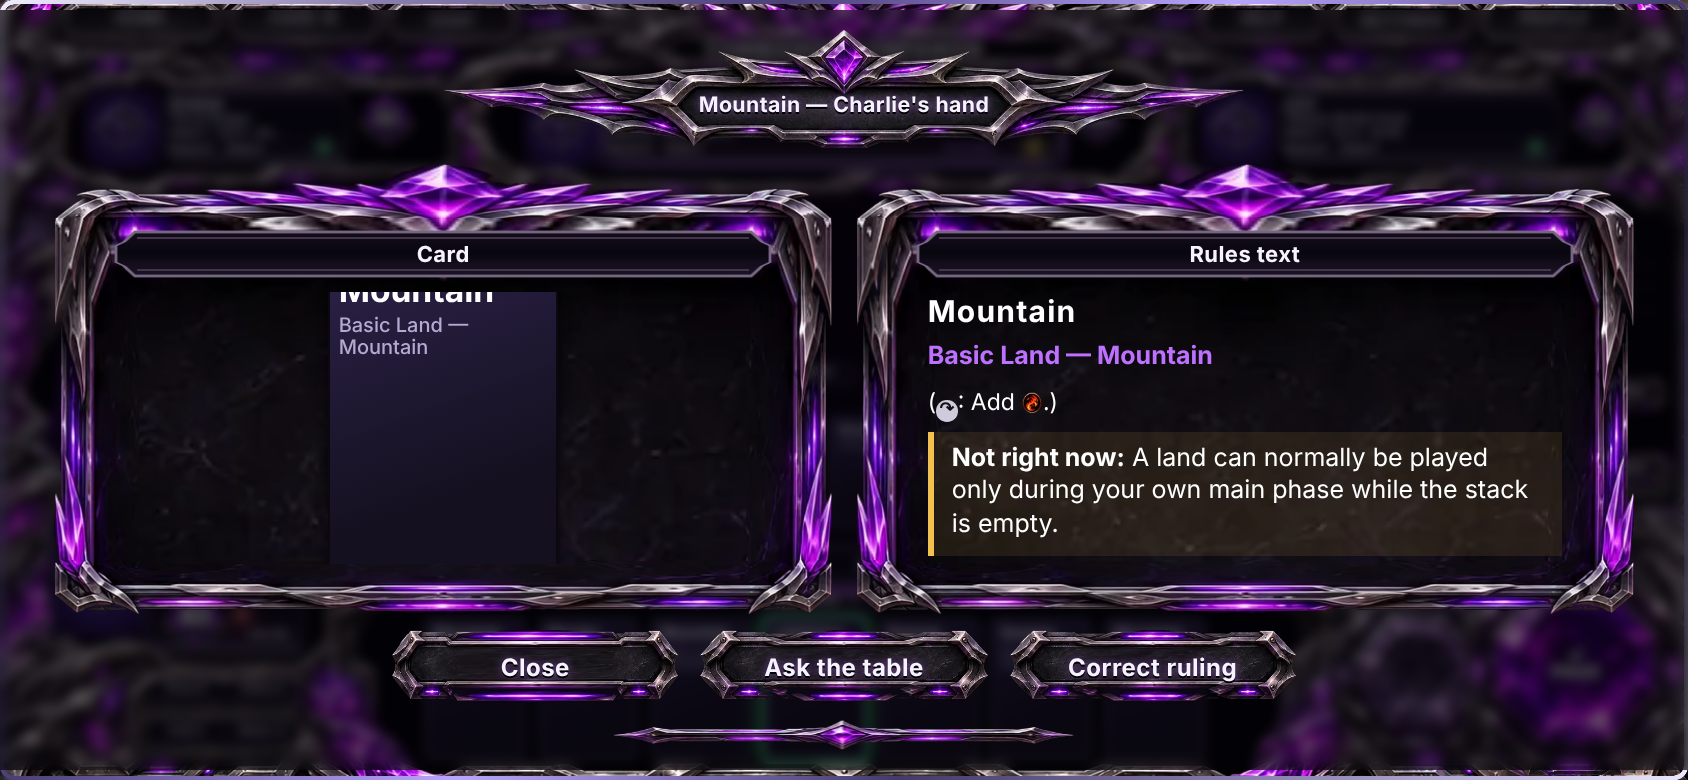 Mountain — Charlie's hand
Card
Mountain
Basic Land —
Mountain
Rules text
Mountain
Basic Land — Mountain
(: Add .)
Not right now: A land can normally be played
only during your own main phase while the stack
is empty.
Close
Ask the table
Correct ruling